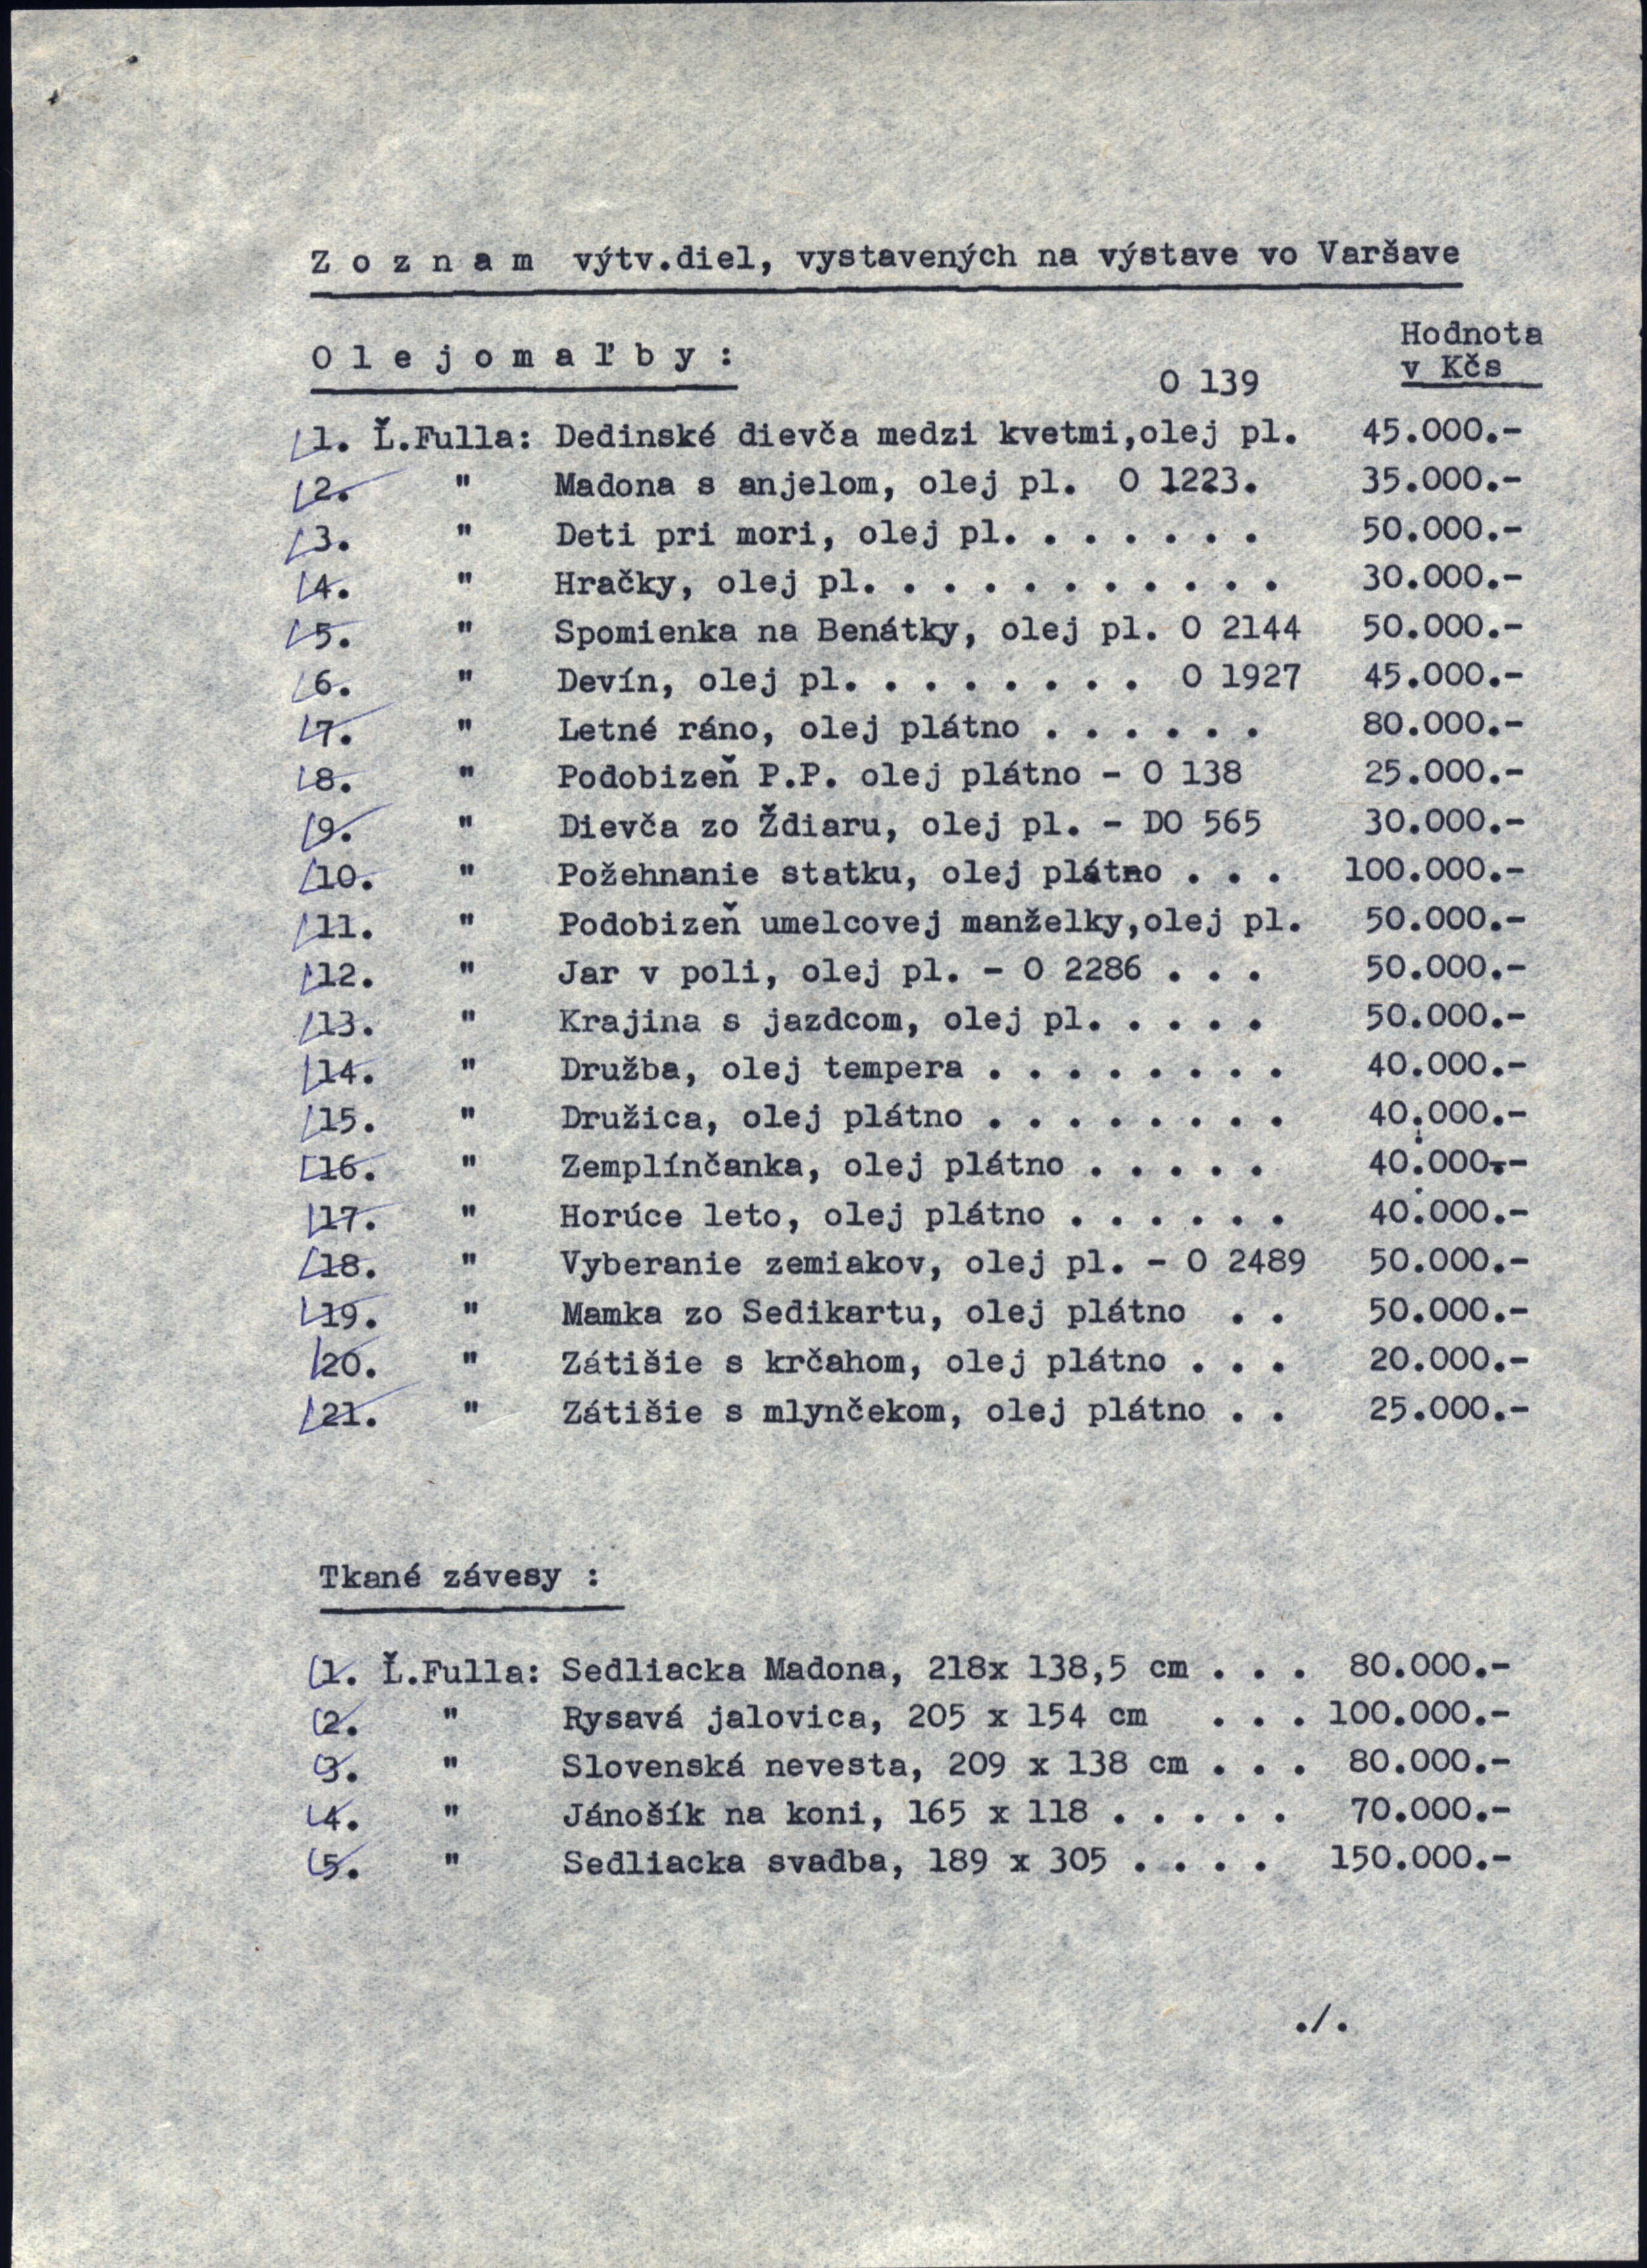 Z o z n a m výtv.diel, vystavených na výstave vo Varšave
Hodnota
O l e j o m a ľ b y :
v Kčs
O 139
1. Ľ.Fulla: Dedinské dievča medzi kvetmi,olej pl. 45.000.-
2. " Madona s anjelom, olej pl. O 1223. 35.000.-
3. " Deti pri mori, olej pl. . . . . . . 50.000.-
4. " Hračky, olej pl. . . . . . . . . . . 30.000.-
5. " Spomienka na Benátky, olej pl. O 2144 50.000.-
6. " Devín, olej pl. . . . . . . . O 1927 45.000.-
7. " Letné ráno, olej plátno . . . . . . 80.000.-
8. " Podobizeň P.P. olej plátno - O 138 25.000.-
9. " Dievča zo Ždiaru, olej pl. - DO 565 30.000.-
10. " Požehnanie statku, olej plátno . . . 100.000.-
11. " Podobizeň umelcovej manželky,olej pl. 50.000.-
12. " Jar v poli, olej pl. - O 2286 . . . 50.000.-
13. " Krajina s jazdcom, olej pl. . . . . 50.000.-
14. " Družba, olej tempera . . . . . . . . 40.000.-
15. " Družica, olej plátno . . . . . . . . 40.000.-
16. " Zemplínčanka, olej plátno . . . . . 40.000.-
17. " Horúce leto, olej plátno . . . . . . 40.000.-
18. " Vyberanie zemiakov, olej pl. - O 2489 50.000.-
19. " Mamka zo Sedikartu, olej plátno . . 50.000.-
20. " Zátišie s krčahom, olej plátno . . . 20.000.-
21. " Zátišie s mlynčekom, olej plátno . . 25.000.-
Tkané závesy :
1. Ľ.Fulla: Sedliacka Madona, 218x 138,5 cm . . . 80.000.-
2. " Rysavá jalovica, 205 x 154 cm . . . 100.000.-
3. " Slovenská nevesta, 209 x 138 cm . . . 80.000.-
4. " Jánošík na koni, 165 x 118 . . . . . 70.000.-
5. " Sedliacka svadba, 189 x 305 . . . . 150.000.-
./.